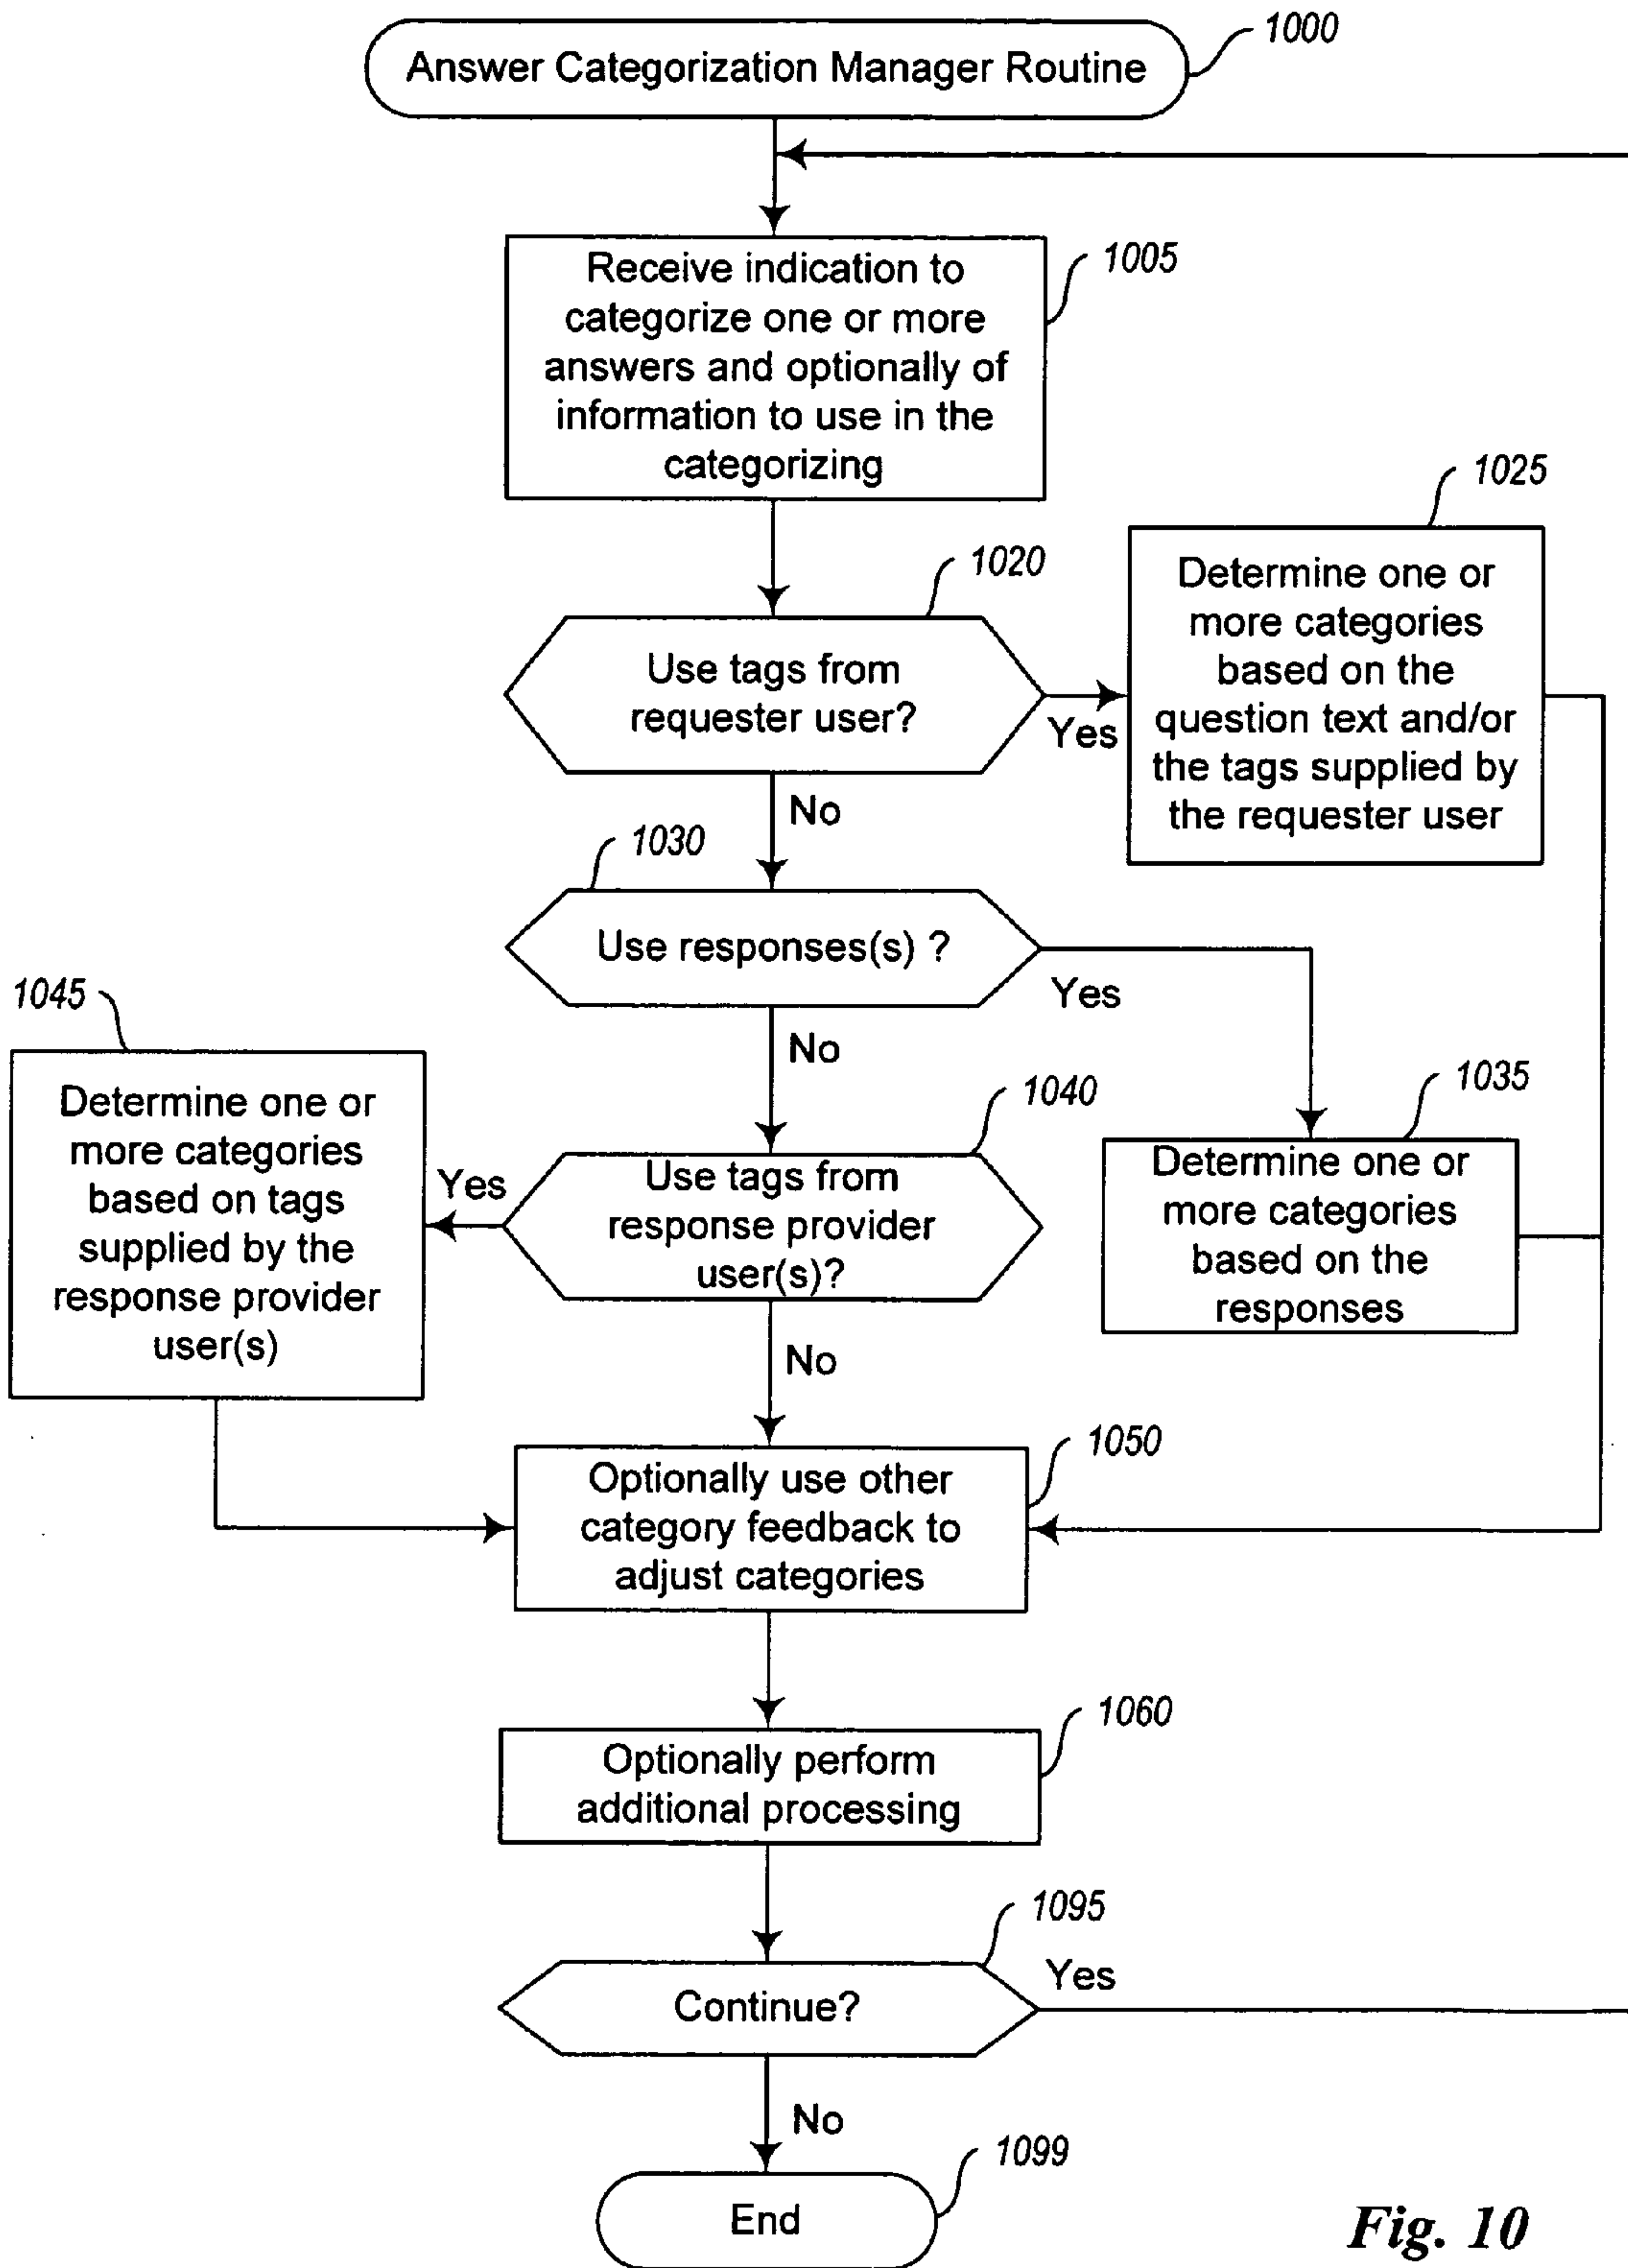 1000
Answer Categorization Manager Routine
1005
Receive indication to
categorize one or more
answers and optionally of
information to use in the
categorizing
1020
Use tags from
requester user?
Yes
1025
Determine one or
more categories
based on the
question text and/or
the tags supplied by
the requester user
No
1030
Use responses(s) ?
Yes
1035
Determine one or
more categories
based on the
responses
No
1040
Use tags from
response provider
user(s)?
Yes
1045
Determine one or
more categories
based on tags
supplied by the
response provider
user(s)
No
1050
Optionally use other
category feedback to
adjust categories
1060
Optionally perform
additional processing
1095
Continue?
Yes
No
1099
End
Fig. 10